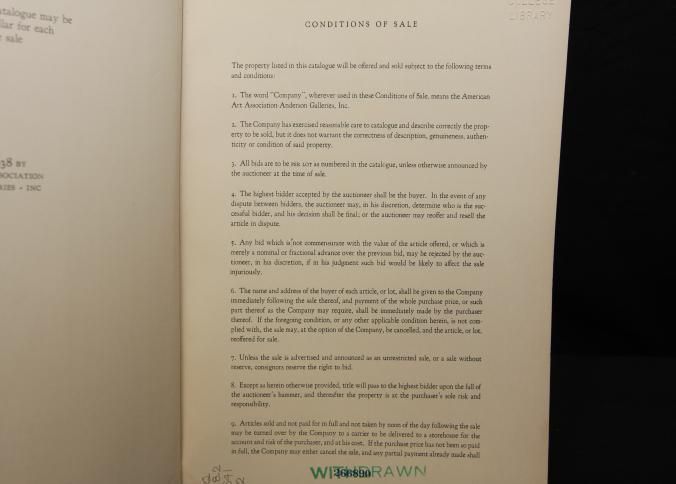 catalogue may be
llar for each
sale
38 BY
SOCIATION
RIES • INC
COLLEGE
LIBRARY
CONDITIONS OF SALE
The property listed in this catalogue will be offered and sold subject to the following terms
and conditions:
1. The word "Company", wherever used in these Conditions of Sale, means the American
Art Association-Anderson Galleries, Inc.
2. The Company has exercised reasonable care to catalogue and describe correctly the prop-
erty to be sold, but it does not warrant the correctness of description, genuineness, authen-
ticity or condition of said property.
3. All bids are to be PER LOT as numbered in the catalogue, unless otherwise announced by
the auctioneer at the time of sale.
4. The highest bidder accepted by the auctioneer shall be the buyer. In the event of any
dispute between bidders, the auctioneer may, in his discretion, determine who is the suc-
cessful bidder, and his decision shall be final; or the auctioneer may reoffer and resell the
article in dispute.
5. Any bid which is not commensurate with the value of the article offered, or which is
merely a nominal or fractional advance over the previous bid, may be rejected by the auc-
tioneer, in his discretion, if in his judgment such bid would be likely to affect the sale
injuriously.
6. The name and address of the buyer of each article, or lot, shall be given to the Company
immediately following the sale thereof, and payment of the whole purchase price, or such
part thereof as the Company may require, shall be immediately made by the purchaser
thereof. If the foregoing condition, or any other applicable condition herein, is not com-
plied with, the sale may, at the option of the Company, be cancelled, and the article, or lot,
reoffered for sale.
7. Unless the sale is advertised and announced as an unrestricted sale, or a sale without
reserve, consignors reserve the right to bid.
8. Except as herein otherwise provided, title will pass to the highest bidder upon the fall of
the auctioneer's hammer, and thereafter the property is at the purchaser's sole risk and
responsibility.
9. Articles sold and not paid for in full and not taken by noon of the day following the sale
may be turned over by the Company to a carrier to be delivered to a storehouse for the
account and risk of the purchaser, and at his cost. If the purchase price has not been so paid
in full, the Company may either cancel the sale, and any partial payment already made shall
WITHDRAWN
266890